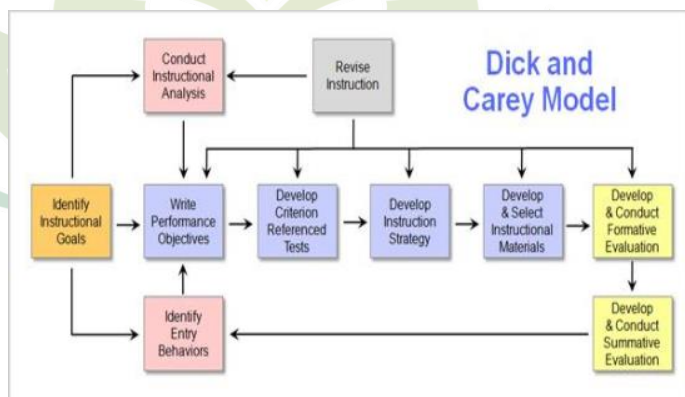 Dick and
Carey Model
Conduct
Instructional
Analysis
Revise
Instruction
Identify
Instructional
Goals
Write
Performance
Objectives
Develop
Criterion
Referenced
Tests
Develop
Instruction
Strategy
Develop
& Select
Instructional
Materials
Develop
& Conduct
Formative
Evaluation
Identify
Entry
Behaviors
Develop
& Conduct
Summative
Evaluation